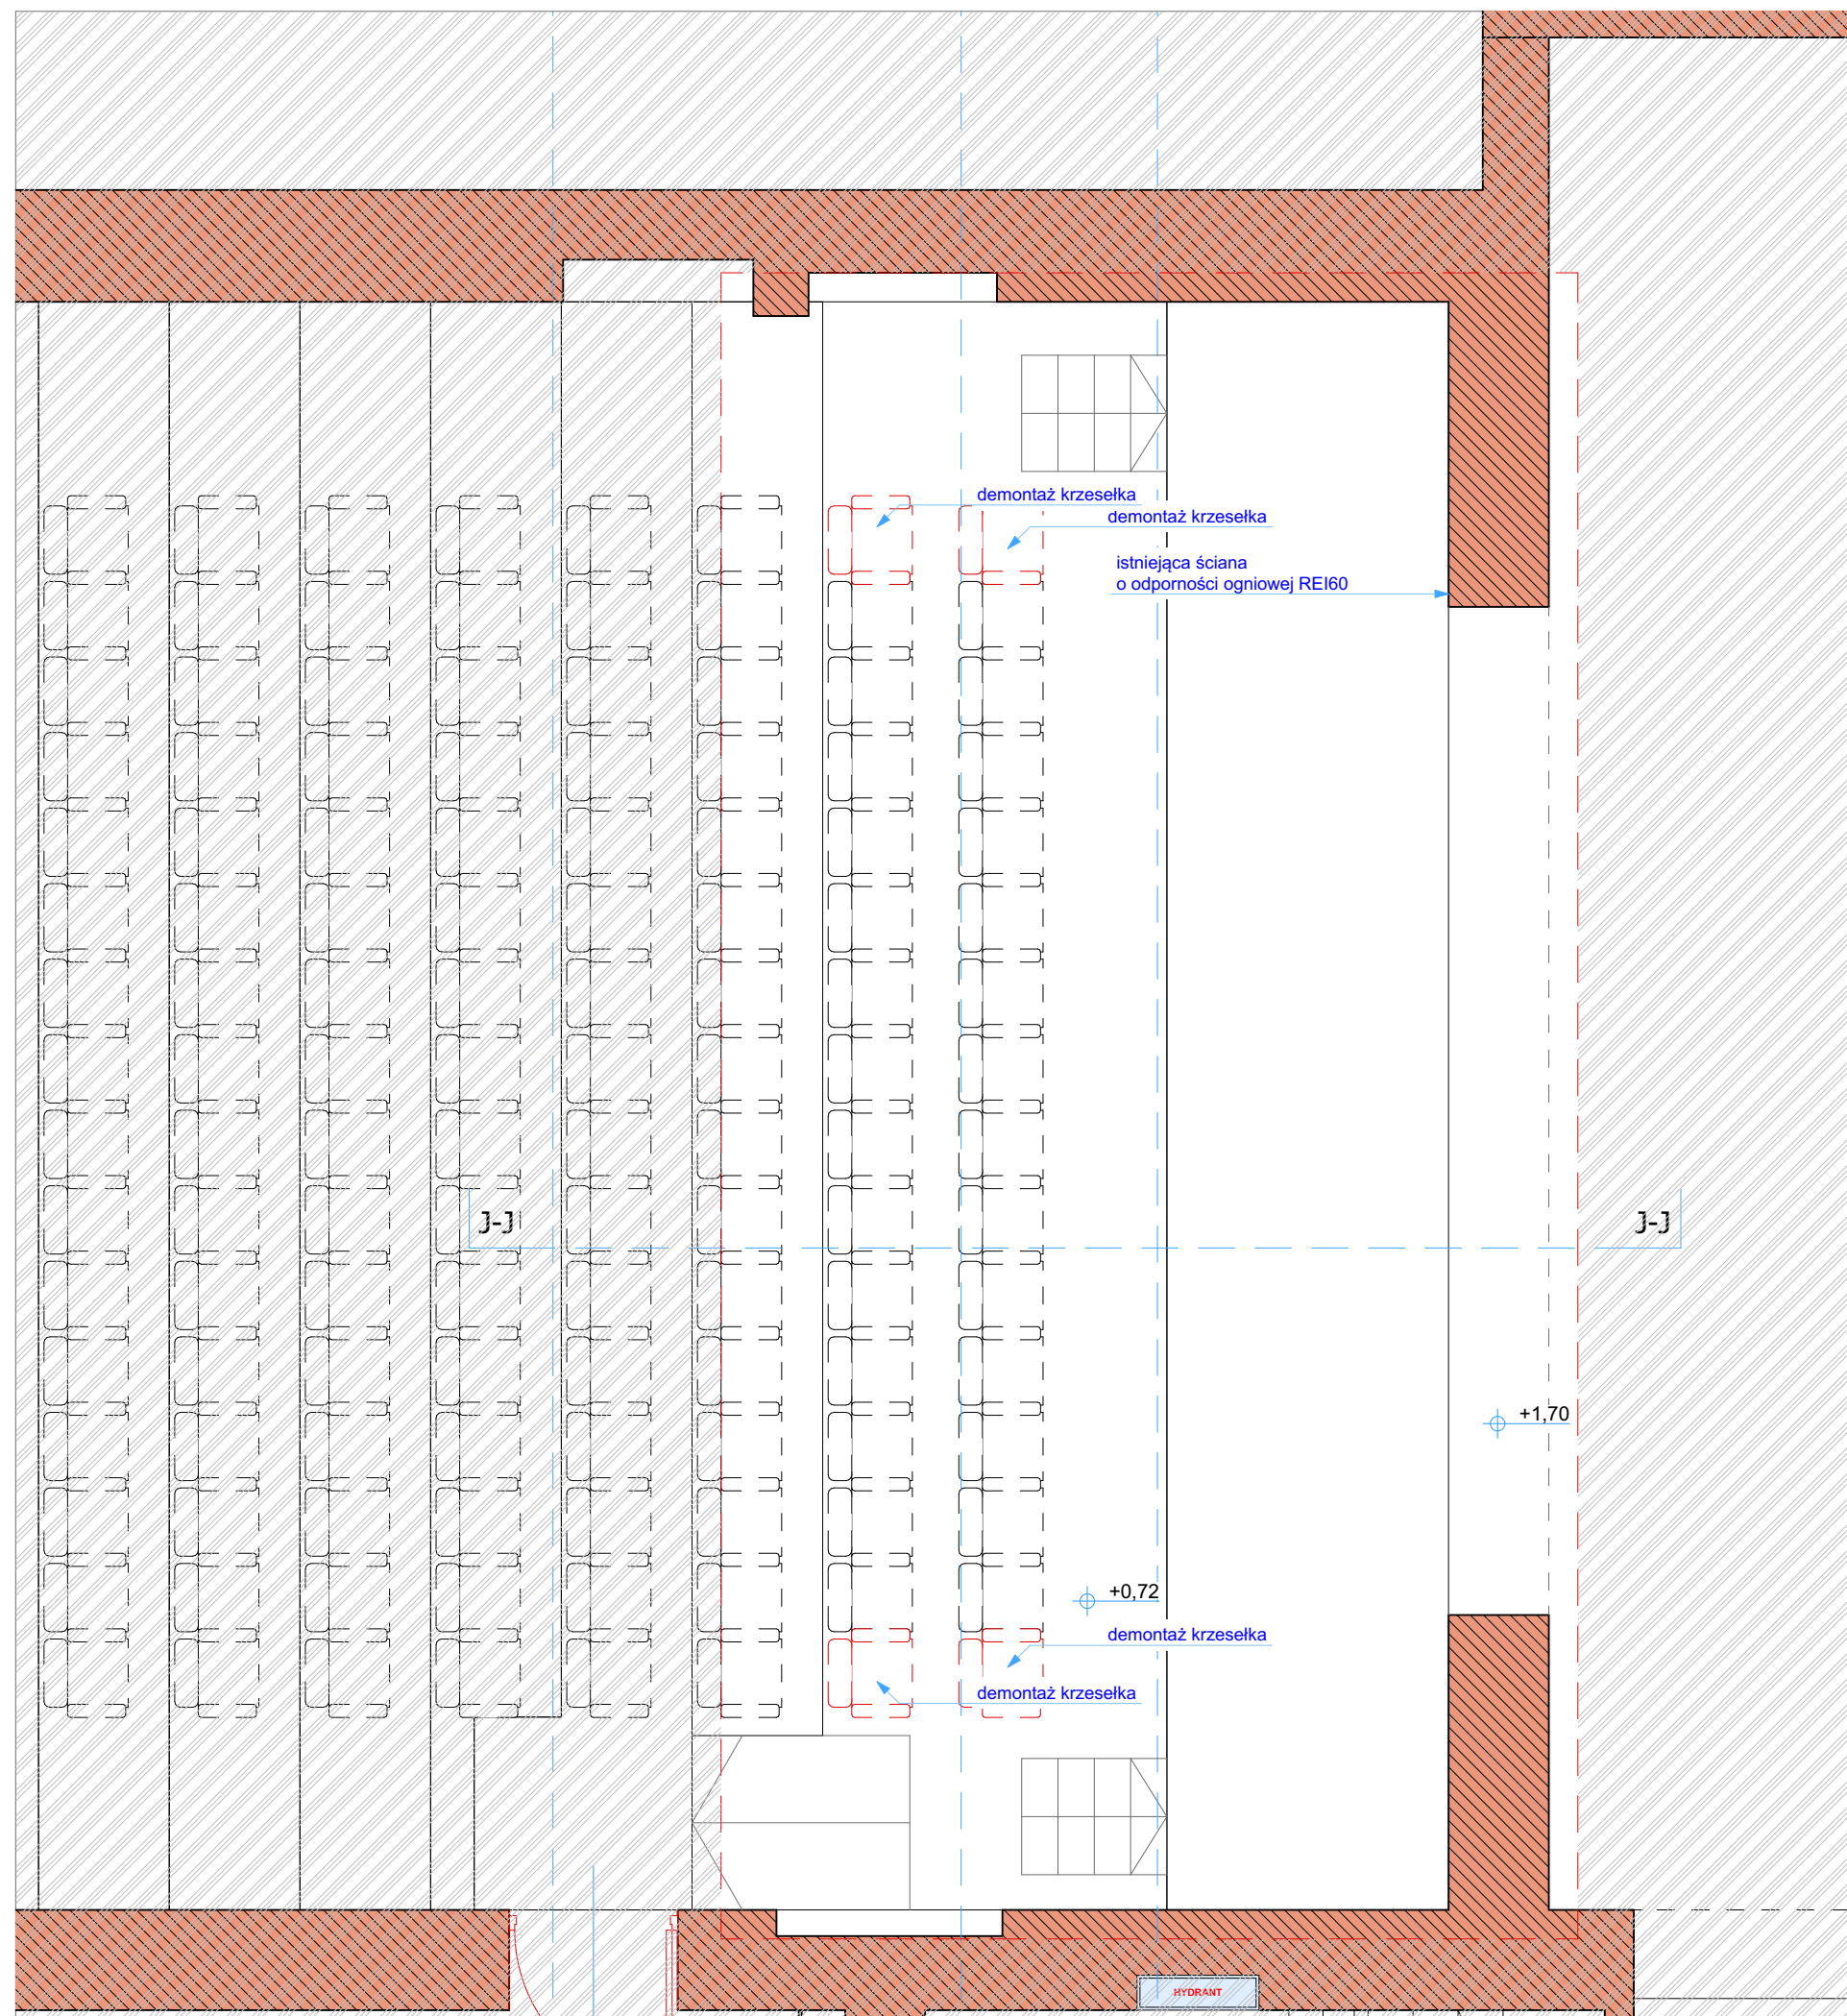 demontaż krzesełka
demontaż krzesełka
istniejąca ściana
o odporności ogniowej REI60
J-J
J-J
+1,70
+0,72
demontaż krzesełka
demontaż krzesełka
HYDRANT